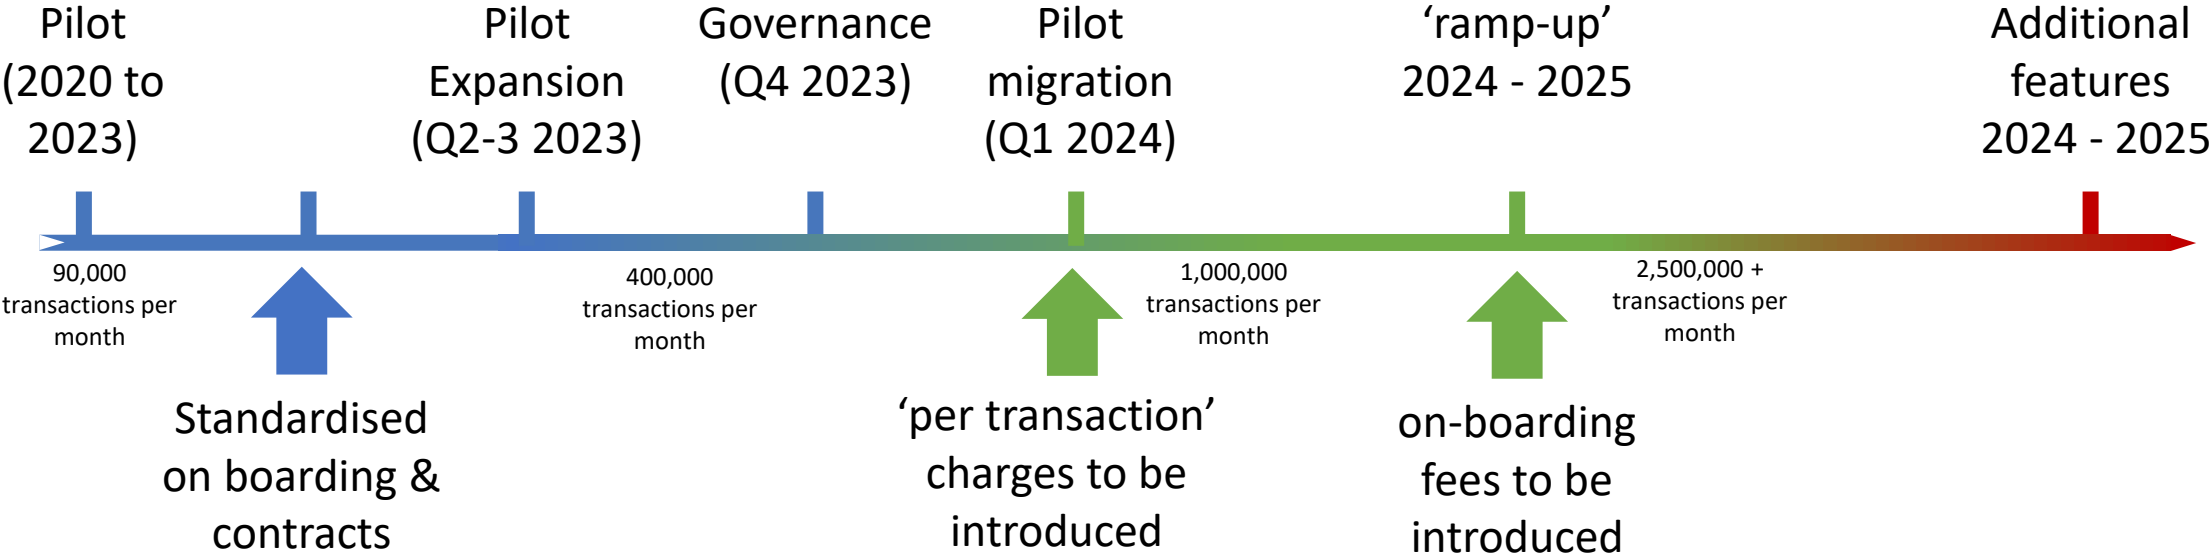 Pilot
(2020 to
2023)
Pilot
Expansion
(Q2-3 2023)
Governance
(Q4 2023)
Pilot
migration
(Q1 2024)
‘ramp-up’
2024 - 2025
Additional
features
2024 - 2025
90,000
transactions per
month
400,000
transactions per
month
1,000,000
transactions per
month
2,500,000 +
transactions per
month
Standardised
on boarding &
contracts
‘per transaction’
charges to be
introduced
on-boarding
fees to be
introduced